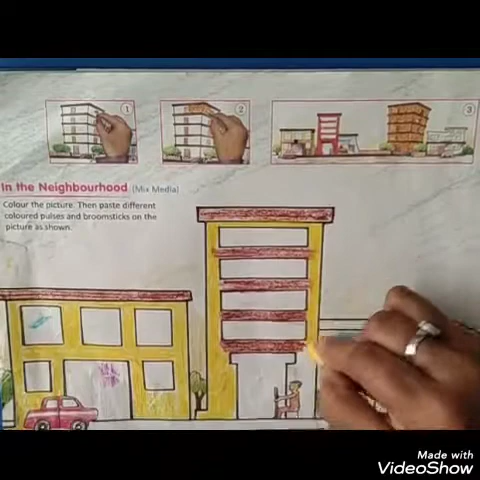 1
2
3
In the Neighbourhood (Mix Media)
Colour the picture. Then paste different
coloured pulses and broomsticks on the
picture as shown.
Made with
VideoShow